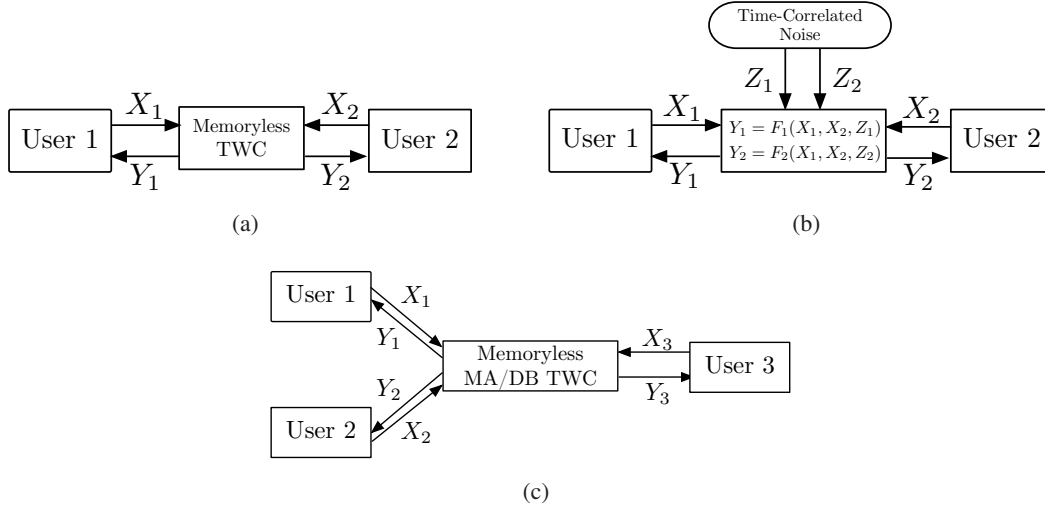 User 1
X₁
Y₁
Memoryless
TWC
X₂
Y₂
User 2
(a)
Time-Correlated
Noise
Z₁
Z₂
User 1
X₁
Y₁
Y₁ = F₁(X₁, X₂, Z₁)
Y₂ = F₂(X₁, X₂, Z₂)
X₂
Y₂
User 2
(b)
User 1
X₁
Y₁
Memoryless
MA/DB TWC
X₃
Y₃
User 3
Y₂
X₂
User 2
(c)